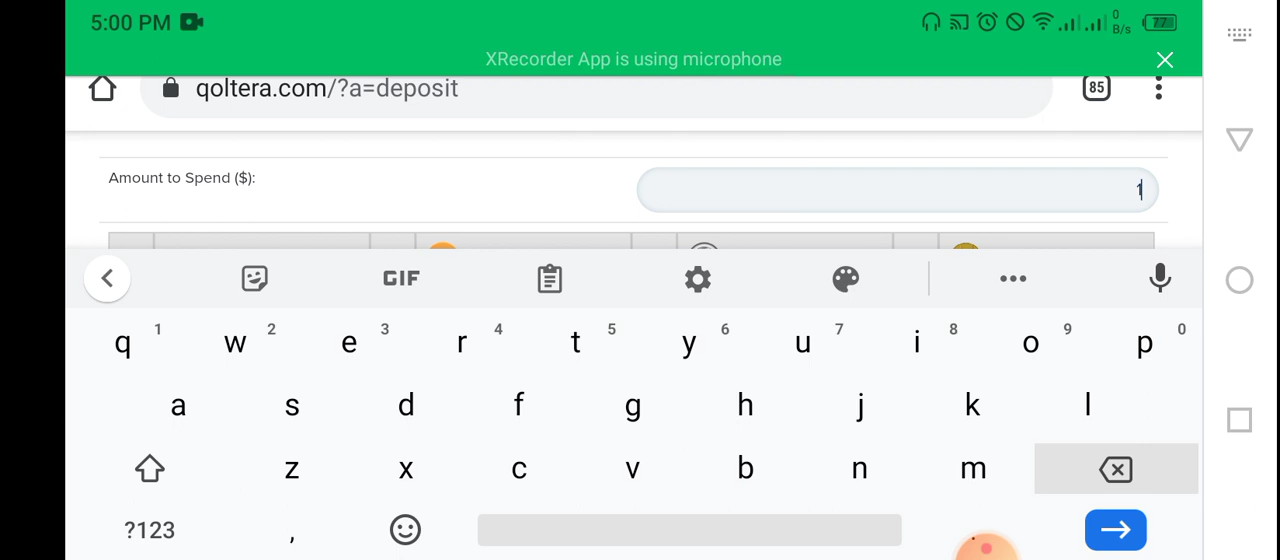 5:00 PM
0
B/s
77
XRecorder App is using microphone
qoltera.com/?a=deposit
85
Amount to Spend ($):
1
GIF
q 1 w 2 e 3 r 4 t 5 y 6 u 7 i 8 o 9 p 0
a s d f g h j k l
z x c v b n m
?123 ,